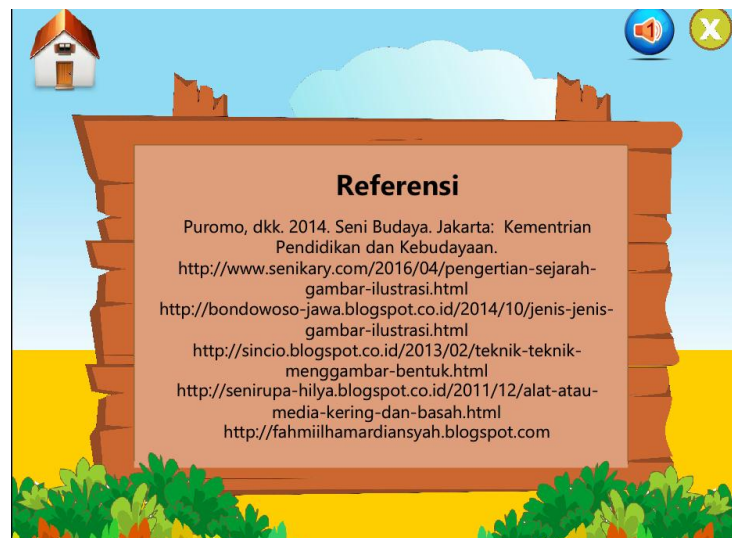 Referensi
Puromo, dkk. 2014. Seni Budaya. Jakarta: Kementrian
Pendidikan dan Kebudayaan.
http://www.senikary.com/2016/04/pengertian-sejarah-
gambar-ilustrasi.html
http://bondowoso-jawa.blogspot.co.id/2014/10/jenis-jenis-
gambar-ilustrasi.html
http://sincio.blogspot.co.id/2013/02/teknik-teknik-
menggambar-bentuk.html
http://senirupa-hilya.blogspot.co.id/2011/12/alat-atau-
media-kering-dan-basah.html
http://fahmiilhamardiansyah.blogspot.com